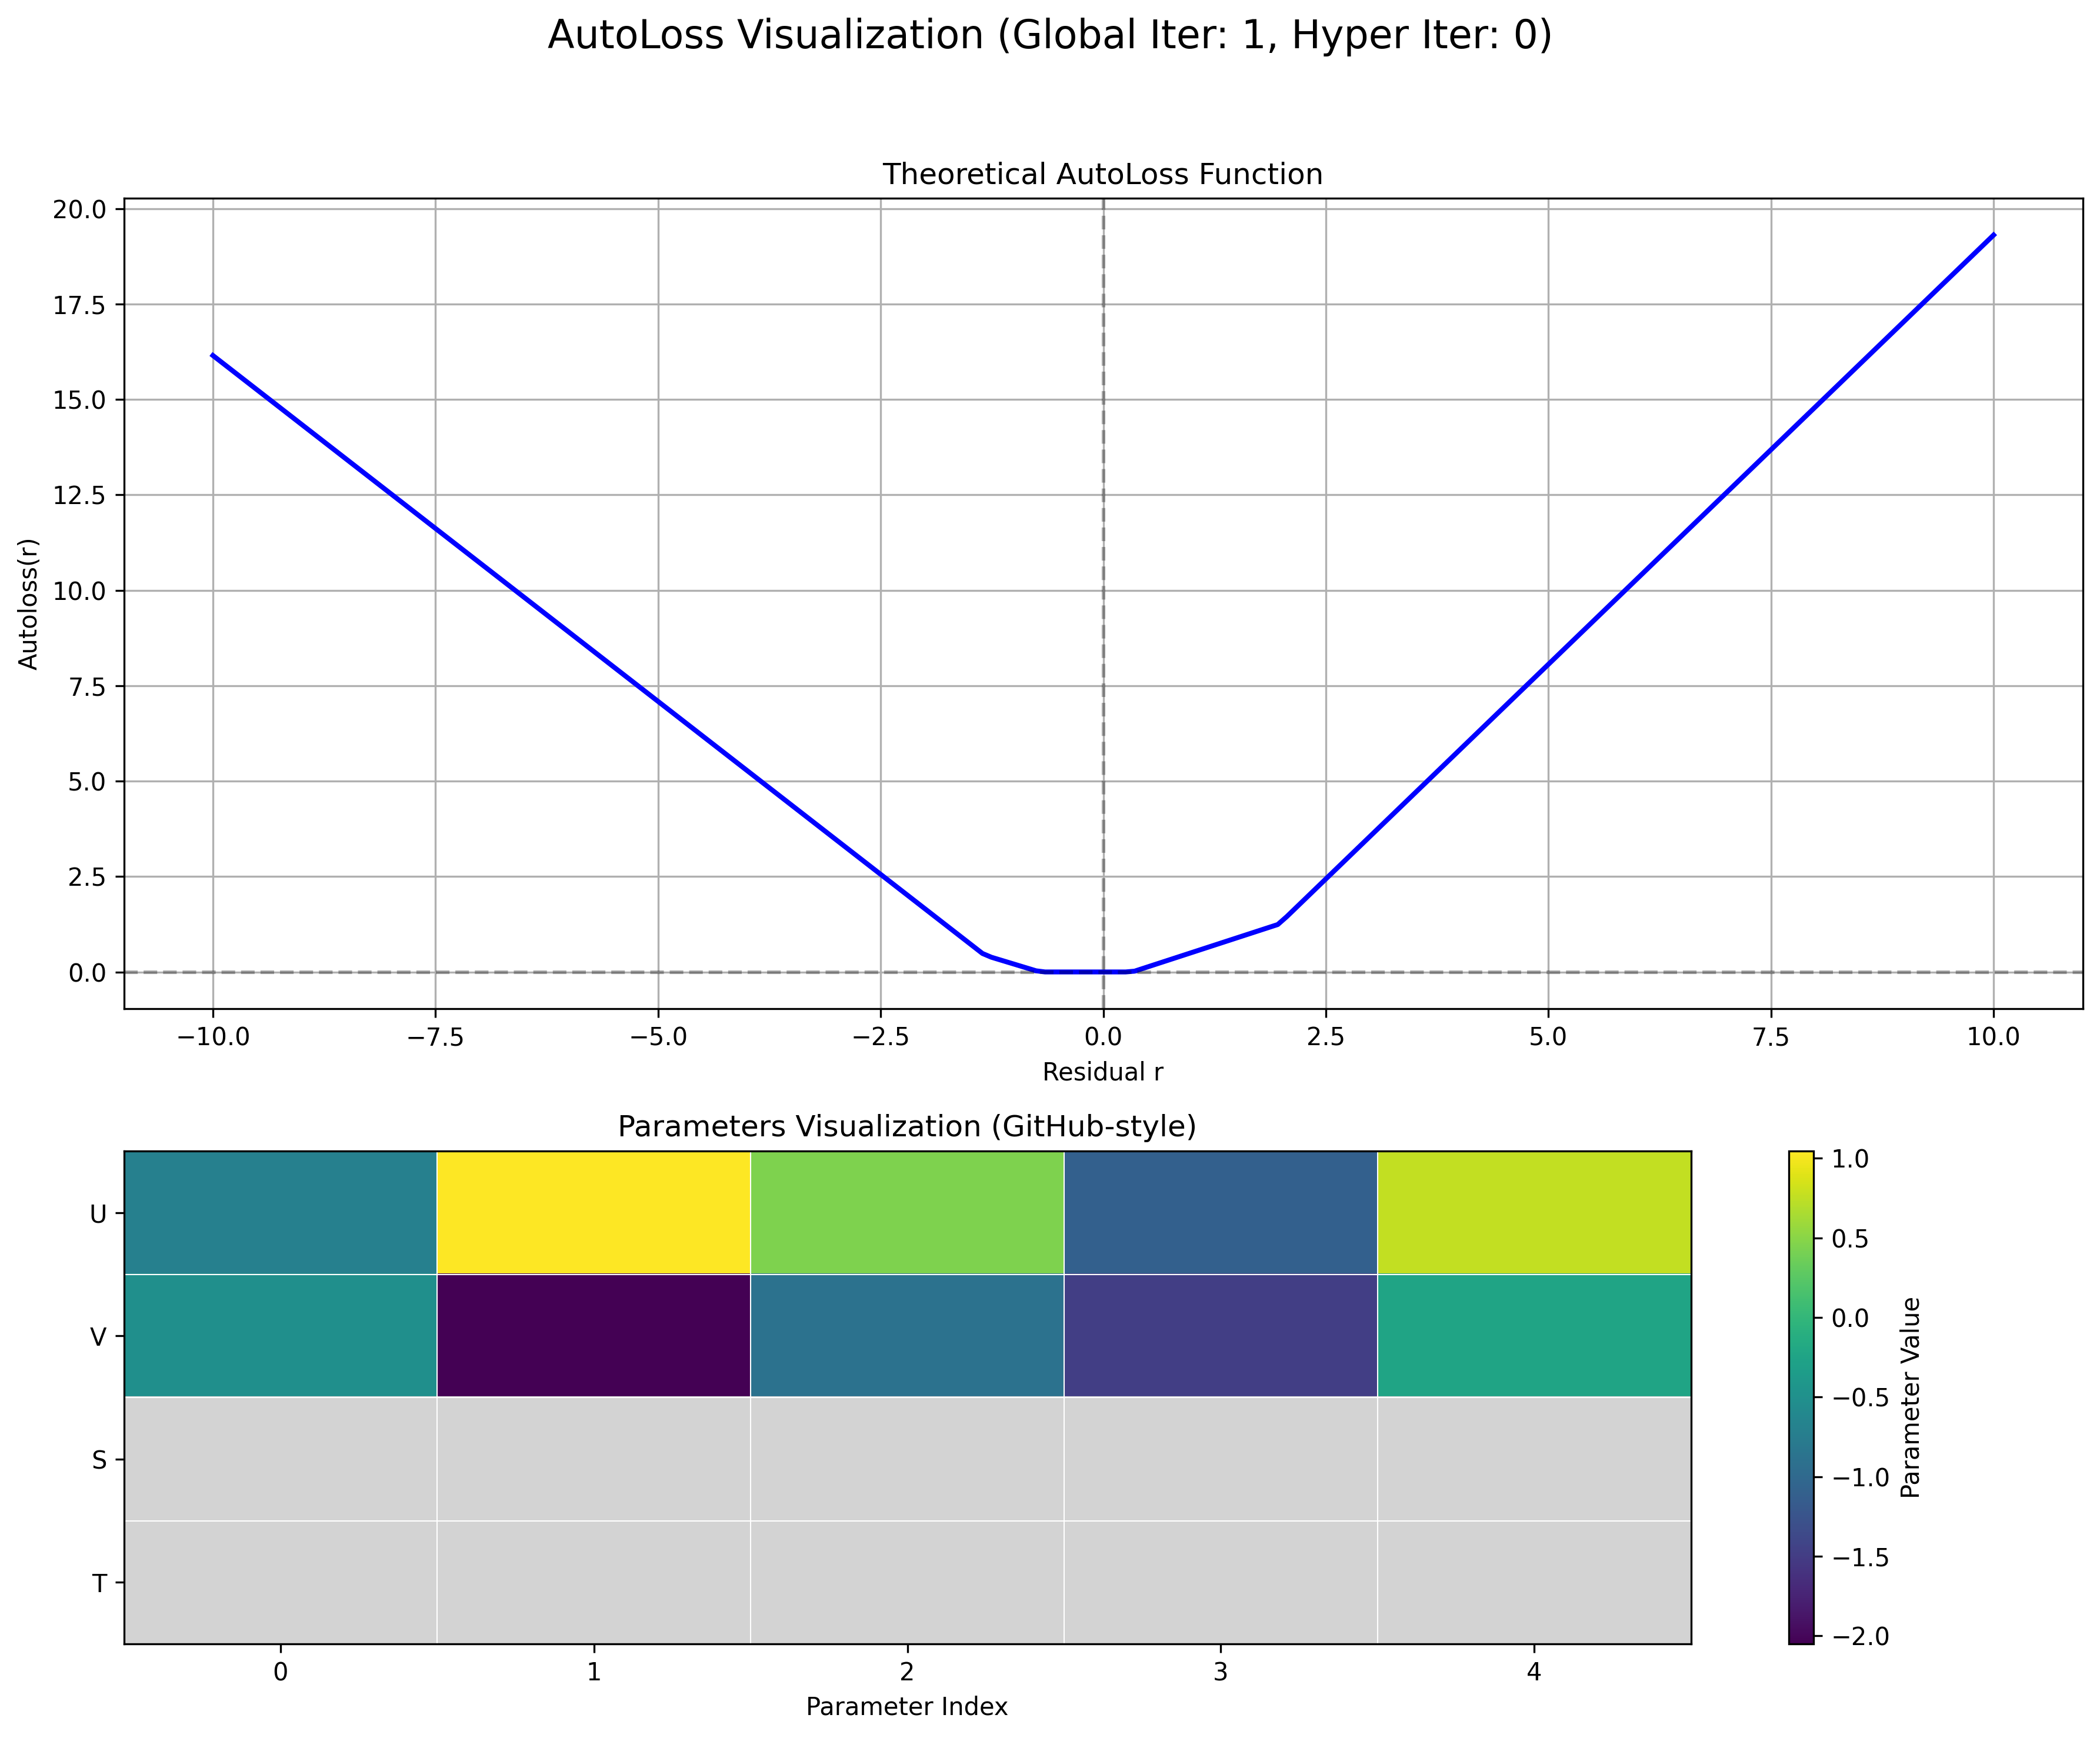 AutoLoss Visualization (Global Iter: 1, Hyper Iter: 0)
Theoretical AutoLoss Function
20.0
17.5
15.0
12.5
10.0
7.5
5.0
2.5
0.0
Autoloss(r)
−10.0 −7.5 −5.0 −2.5 0.0 2.5 5.0 7.5 10.0
Residual r
Parameters Visualization (GitHub-style)
U
V
S
T
0 1 2 3 4
Parameter Index
1.0
0.5
0.0
−0.5
−1.0
−1.5
−2.0
Parameter Value